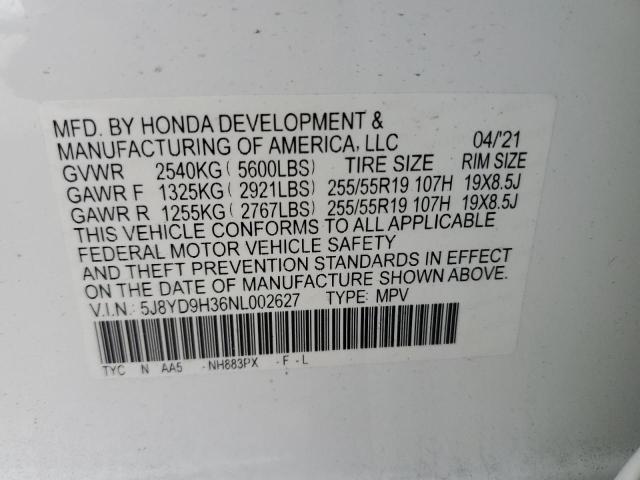 MFD. BY HONDA DEVELOPMENT &
MANUFACTURING OF AMERICA, LLC 04/'21
GVWR 2540KG ( 5600LBS) TIRE SIZE RIM SIZE
GAWR F 1325KG ( 2921LBS) 255/55R19 107H 19X8.5J
GAWR R 1255KG ( 2767LBS) 255/55R19 107H 19X8.5J
THIS VEHICLE CONFORMS TO ALL APPLICABLE
FEDERAL MOTOR VEHICLE SAFETY
AND THEFT PREVENTION STANDARDS IN EFFECT
ON THE DATE OF MANUFACTURE SHOWN ABOVE.
V.I.N.: 5J8YD9H36NL002627 TYPE: MPV
TYC N AA5 -NH883PX -F -L